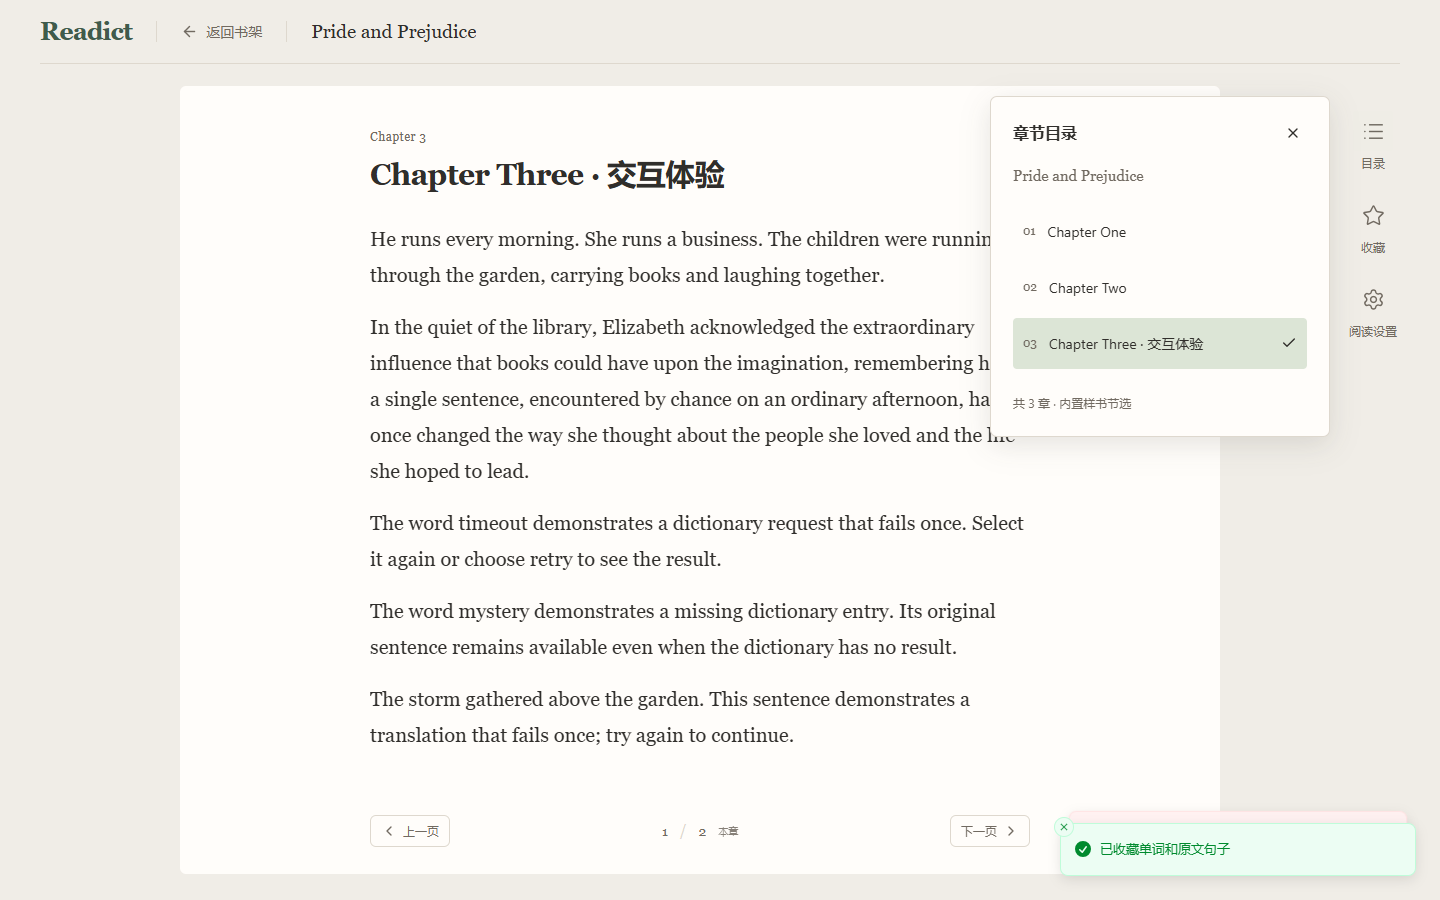 Readict
返回书架
Pride and Prejudice
Chapter 3
Chapter Three · 交互体验
He runs every morning. She runs a business. The children were runnin
through the garden, carrying books and laughing together.
In the quiet of the library, Elizabeth acknowledged the extraordinary
influence that books could have upon the imagination, remembering h
a single sentence, encountered by chance on an ordinary afternoon, ha
once changed the way she thought about the people she loved and the life
she hoped to lead.
The word timeout demonstrates a dictionary request that fails once. Select
it again or choose retry to see the result.
The word mystery demonstrates a missing dictionary entry. Its original
sentence remains available even when the dictionary has no result.
The storm gathered above the garden. This sentence demonstrates a
translation that fails once; try again to continue.
上一页
1 / 2 本章
下一页
章节目录
Pride and Prejudice
01 Chapter One
02 Chapter Two
03 Chapter Three · 交互体验
共 3 章 · 内置样书节选
目录
收藏
阅读设置
已收藏单词和原文句子